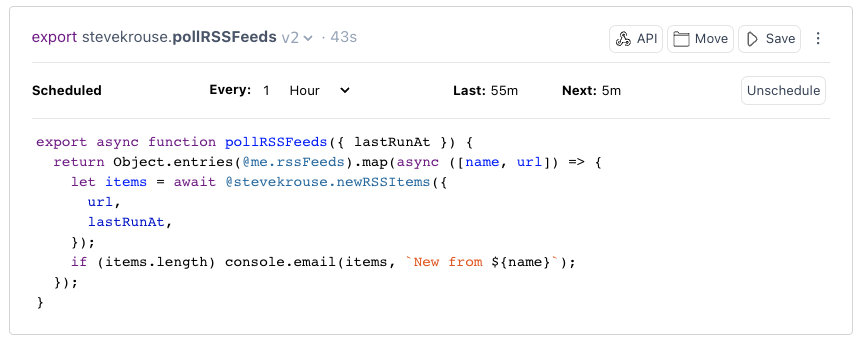 export stevekrouse.pollRSSFeeds v2 · 43s API Move Save
Scheduled Every: 1 Hour Last: 55m Next: 5m Unschedule
export async function pollRSSFeeds({ lastRunAt }) {
  return Object.entries(@me.rssFeeds).map(async ([name, url]) => {
    let items = await @stevekrouse.newRSSItems({
      url,
      lastRunAt,
    });
    if (items.length) console.email(items, `New from ${name}`);
  });
}